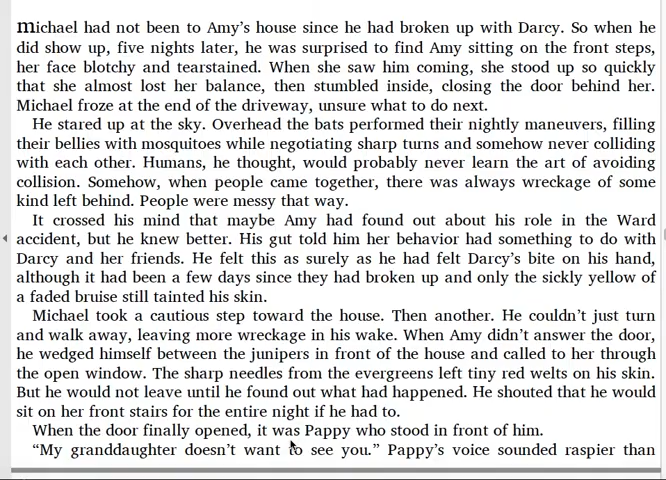 michael had not been to Amy’s house since he had broken up with Darcy. So when he
did show up, five nights later, he was surprised to find Amy sitting on the front steps,
her face blotchy and tearstained. When she saw him coming, she stood up so quickly
that she almost lost her balance, then stumbled inside, closing the door behind her.
Michael froze at the end of the driveway, unsure what to do next.
He stared up at the sky. Overhead the bats performed their nightly maneuvers, filling
their bellies with mosquitoes while negotiating sharp turns and somehow never colliding
with each other. Humans, he thought, would probably never learn the art of avoiding
collision. Somehow, when people came together, there was always wreckage of some
kind left behind. People were messy that way.
It crossed his mind that maybe Amy had found out about his role in the Ward
accident, but he knew better. His gut told him her behavior had something to do with
Darcy and her friends. He felt this as surely as he had felt Darcy’s bite on his hand,
although it had been a few days since they had broken up and only the sickly yellow of
a faded bruise still tainted his skin.
Michael took a cautious step toward the house. Then another. He couldn’t just turn
and walk away, leaving more wreckage in his wake. When Amy didn’t answer the door,
he wedged himself between the junipers in front of the house and called to her through
the open window. The sharp needles from the evergreens left tiny red welts on his skin.
But he would not leave until he found out what had happened. He shouted that he would
sit on her front stairs for the entire night if he had to.
When the door finally opened, it was Pappy who stood in front of him.
“My granddaughter doesn’t want to see you.” Pappy’s voice sounded raspier than